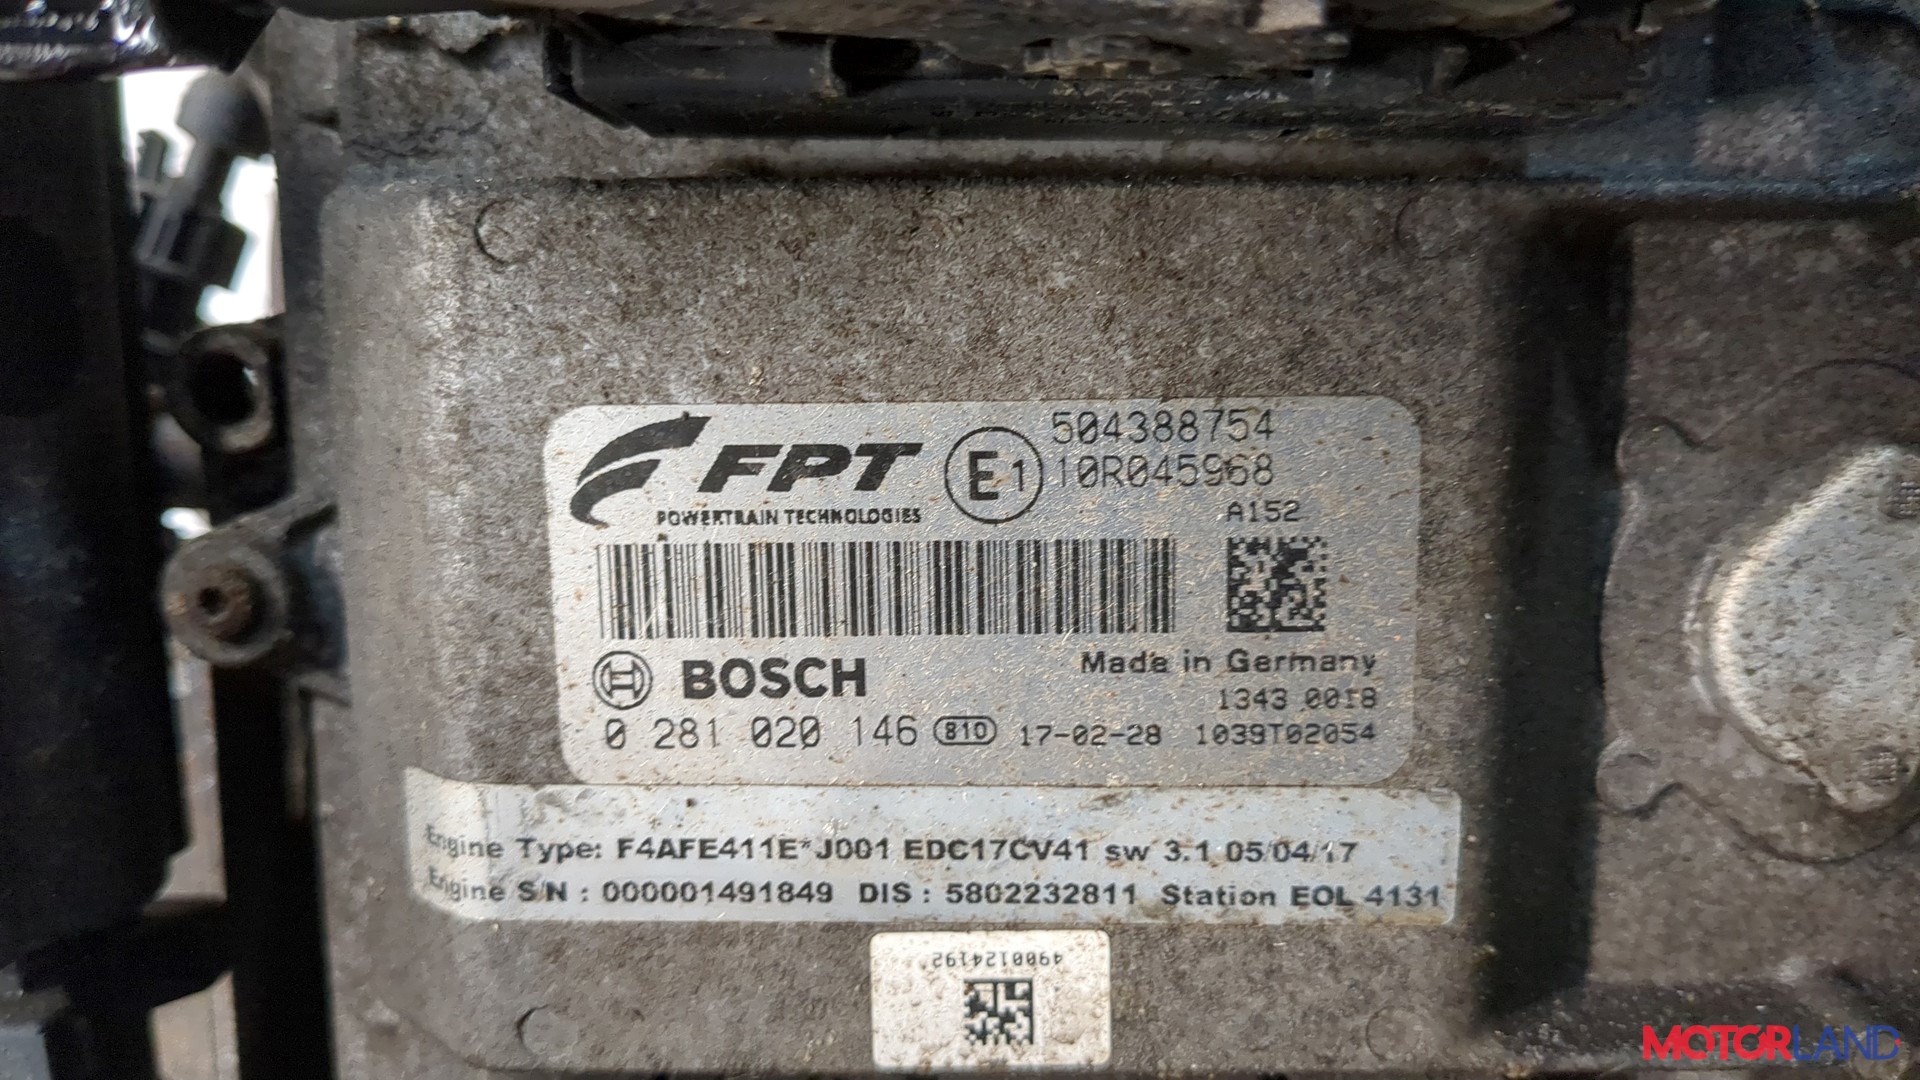 FPT
POWERTRAIN TECHNOLOGIES
E1
504388754
10R045968
A152
BOSCH
Made in Germany
1343 0018
0 281 020 146 810 17-02-28 1039T02054
Engine Type: F4AFE411E*J001 EDC17CV41 sw 3.1 05/04/17
Engine S/N : 000001491849 DIS : 5802232811 Station EOL 4131
4900124192
MOTORLAND